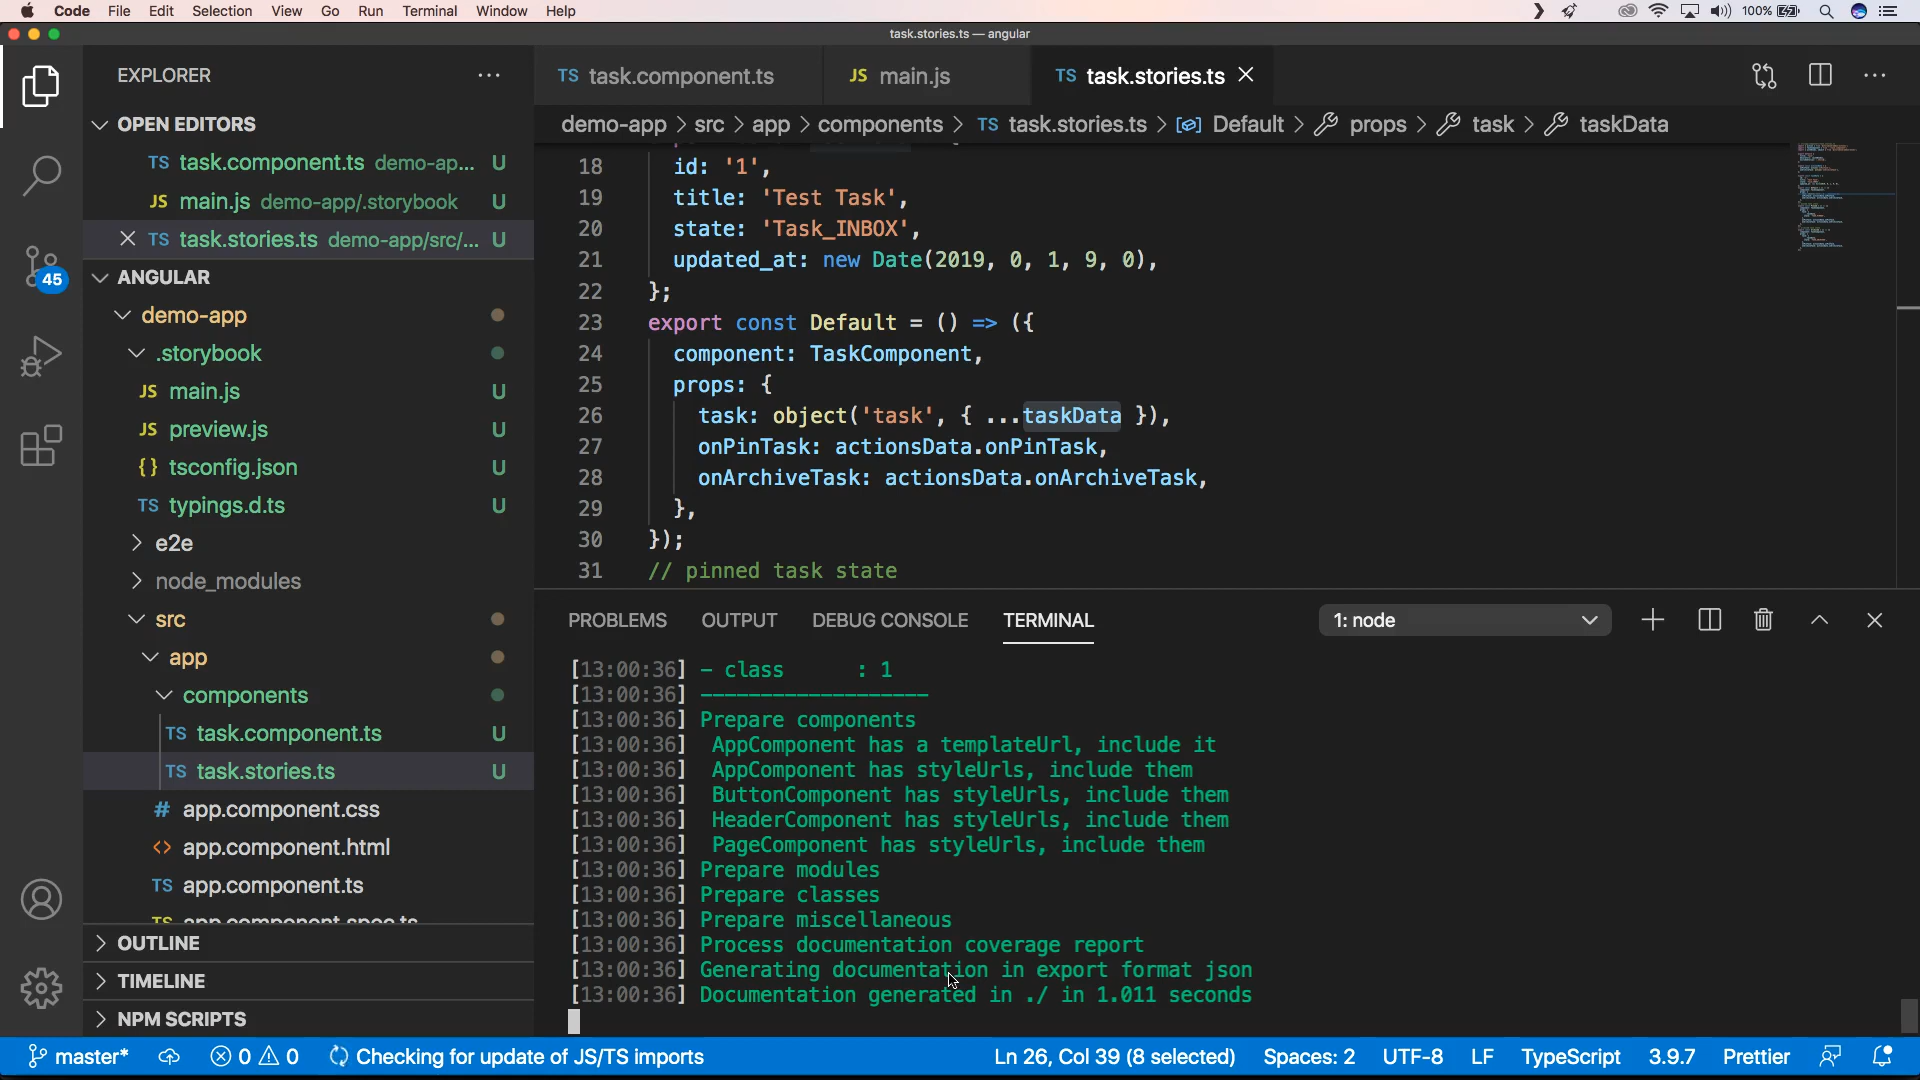 Code File Edit Selection View Go Run Terminal Window Help 100%
task.stories.ts — angular
EXPLORER
OPEN EDITORS
TS task.component.ts demo-ap... U
JS main.js demo-app/.storybook U
TS task.stories.ts demo-app/src/... U
45
ANGULAR
demo-app
.storybook
JS main.js U
JS preview.js U
{} tsconfig.json U
TS typings.d.ts U
e2e
node_modules
src
app
components
TS task.component.ts U
TS task.stories.ts U
# app.component.css
<> app.component.html
TS app.component.ts
TS app.component.spec.ts
OUTLINE
TIMELINE
NPM SCRIPTS
TS task.component.ts JS main.js TS task.stories.ts
demo-app > src > app > components > TS task.stories.ts > Default > props > task > taskData
18 id: '1',
19 title: 'Test Task',
20 state: 'Task_INBOX',
21 updated_at: new Date(2019, 0, 1, 9, 0),
22 };
23 export const Default = () => ({
24 component: TaskComponent,
25 props: {
26 task: object('task', { ...taskData }),
27 onPinTask: actionsData.onPinTask,
28 onArchiveTask: actionsData.onArchiveTask,
29 },
30 });
31 // pinned task state
PROBLEMS OUTPUT DEBUG CONSOLE TERMINAL 1: node
[13:00:36] - class : 1
[13:00:36] -------------------
[13:00:36] Prepare components
[13:00:36] AppComponent has a templateUrl, include it
[13:00:36] AppComponent has styleUrls, include them
[13:00:36] ButtonComponent has styleUrls, include them
[13:00:36] HeaderComponent has styleUrls, include them
[13:00:36] PageComponent has styleUrls, include them
[13:00:36] Prepare modules
[13:00:36] Prepare classes
[13:00:36] Prepare miscellaneous
[13:00:36] Process documentation coverage report
[13:00:36] Generating documentation in export format json
[13:00:36] Documentation generated in ./ in 1.011 seconds
master* 0 0 Checking for update of JS/TS imports Ln 26, Col 39 (8 selected) Spaces: 2 UTF-8 LF TypeScript 3.9.7 Prettier